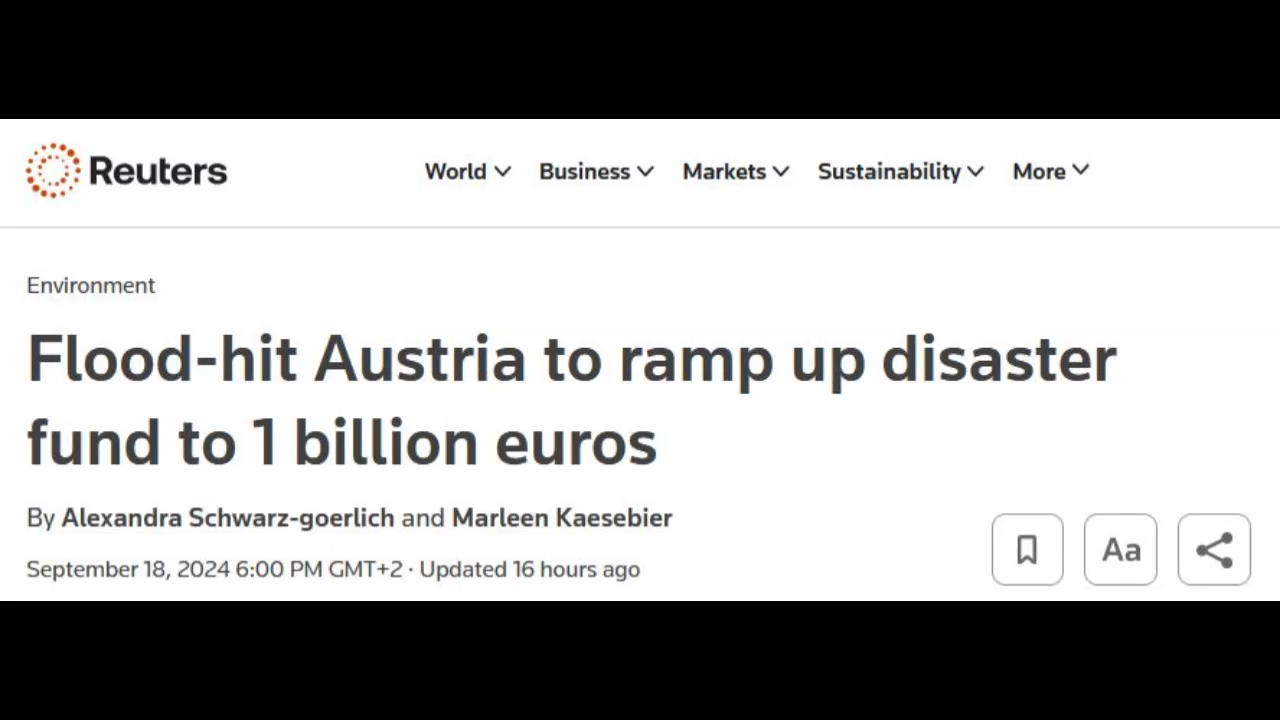 Reuters World Business Markets Sustainability More
Environment
Flood-hit Austria to ramp up disaster
fund to 1 billion euros
By Alexandra Schwarz-goerlich and Marleen Kaesebier
September 18, 2024 6:00 PM GMT+2 · Updated 16 hours ago
Aa